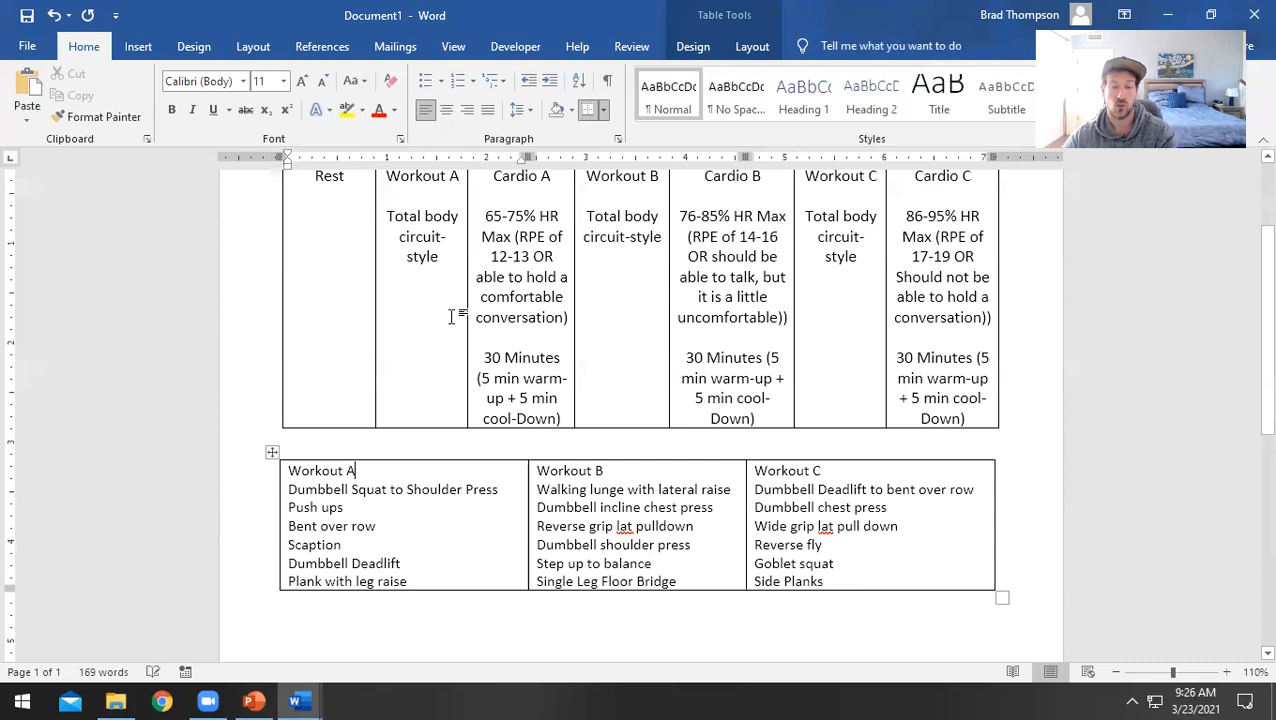 Document1 - Word
Table Tools
Brad Thompson
File Home Insert Design Layout References Mailings View Developer Help Review Design Layout Tell me what you want to do
Paste
Cut
Copy
Format Painter
Calibri (Body) 11
AaBbCcDc
¶ Normal
AaBbCcDc
¶ No Spac...
AaBbC
Heading 1
AaBbCcD
Heading 2
AaB
Title
AaBbCcD
Subtitle
Clipboard Font Paragraph Styles
1 2 3 4 5 6 7
Rest
Workout A
Total body
circuit-
style
Cardio A
65-75% HR
Max (RPE of
12-13 OR
able to hold a
comfortable
conversation)
30 Minutes
(5 min warm-
up + 5 min
cool-Down)
Workout B
Total body
circuit-style
Cardio B
76-85% HR Max
(RPE of 14-16
OR should be
able to talk, but
it is a little
uncomfortable))
30 Minutes (5
min warm-up +
5 min cool-
Down)
Workout C
Total body
circuit-
style
Cardio C
86-95% HR
Max (RPE of
17-19 OR
Should not be
able to hold a
conversation))
30 Minutes (5
min warm-up
+ 5 min cool-
Down)
Workout A
Dumbbell Squat to Shoulder Press
Push ups
Bent over row
Scaption
Dumbbell Deadlift
Plank with leg raise
Workout B
Walking lunge with lateral raise
Dumbbell incline chest press
Reverse grip lat pulldown
Dumbbell shoulder press
Step up to balance
Single Leg Floor Bridge
Workout C
Dumbbell Deadlift to bent over row
Dumbbell chest press
Wide grip lat pull down
Reverse fly
Goblet squat
Side Planks
Page 1 of 1 169 words 110%
9:26 AM
3/23/2021